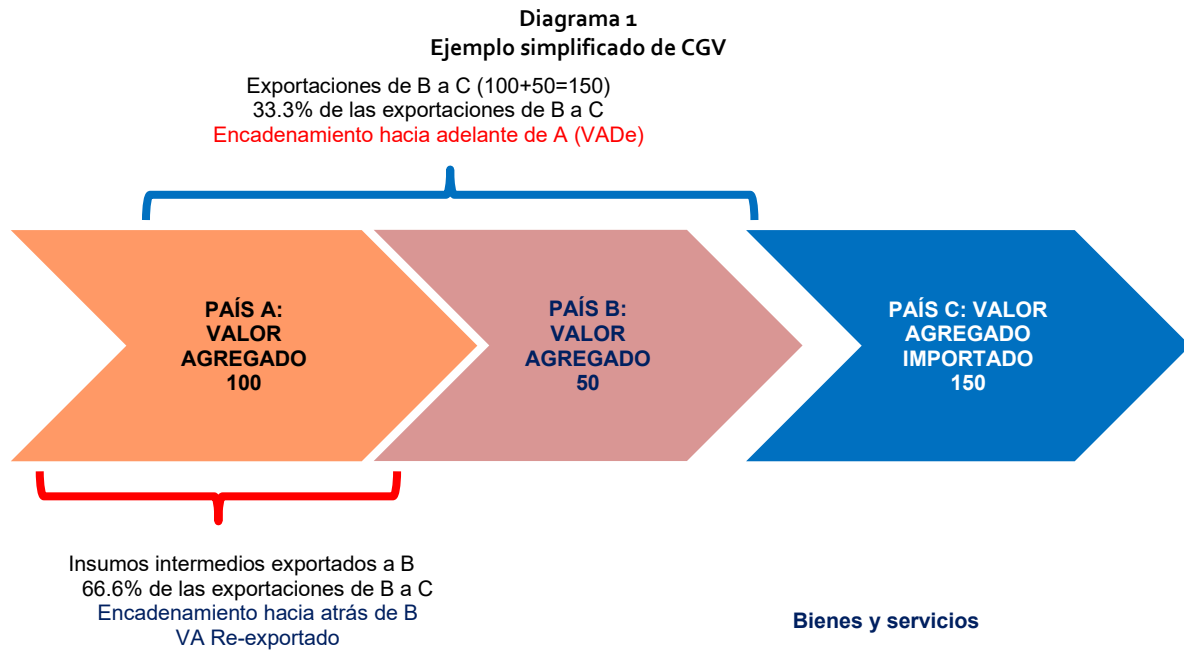 Diagrama 1
Ejemplo simplificado de CGV
Exportaciones de B a C (100+50=150)
33.3% de las exportaciones de B a C
Encadenamiento hacia adelante de A (VADe)
PAÍS A:
VALOR
AGREGADO
100
PAÍS B:
VALOR
AGREGADO
50
PAÍS C: VALOR
AGREGADO
IMPORTADO
150
Insumos intermedios exportados a B
66.6% de las exportaciones de B a C
Encadenamiento hacia atrás de B
VA Re-exportado
Bienes y servicios